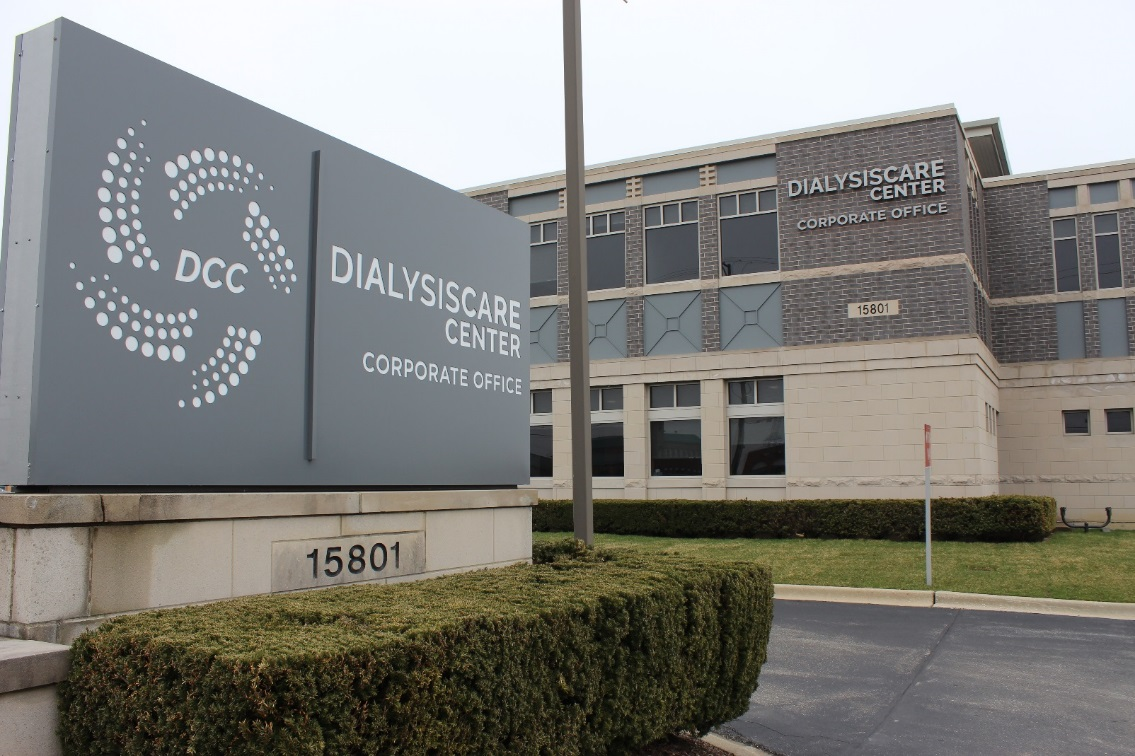 DCC
DIALYSISCARE
CENTER
CORPORATE OFFICE
15801
DIALYSISCARE
CENTER
CORPORATE OFFICE
15801